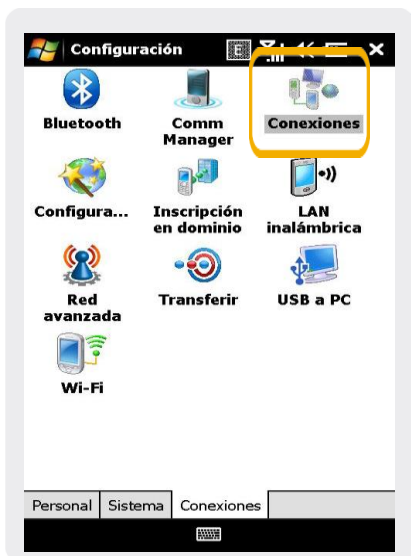 Configuración
Bluetooth
Comm
Manager
Conexiones
Configura...
Inscripción
en dominio
LAN
inalámbrica
Red
avanzada
Transferir
USB a PC
Wi-Fi
Personal Sistema Conexiones